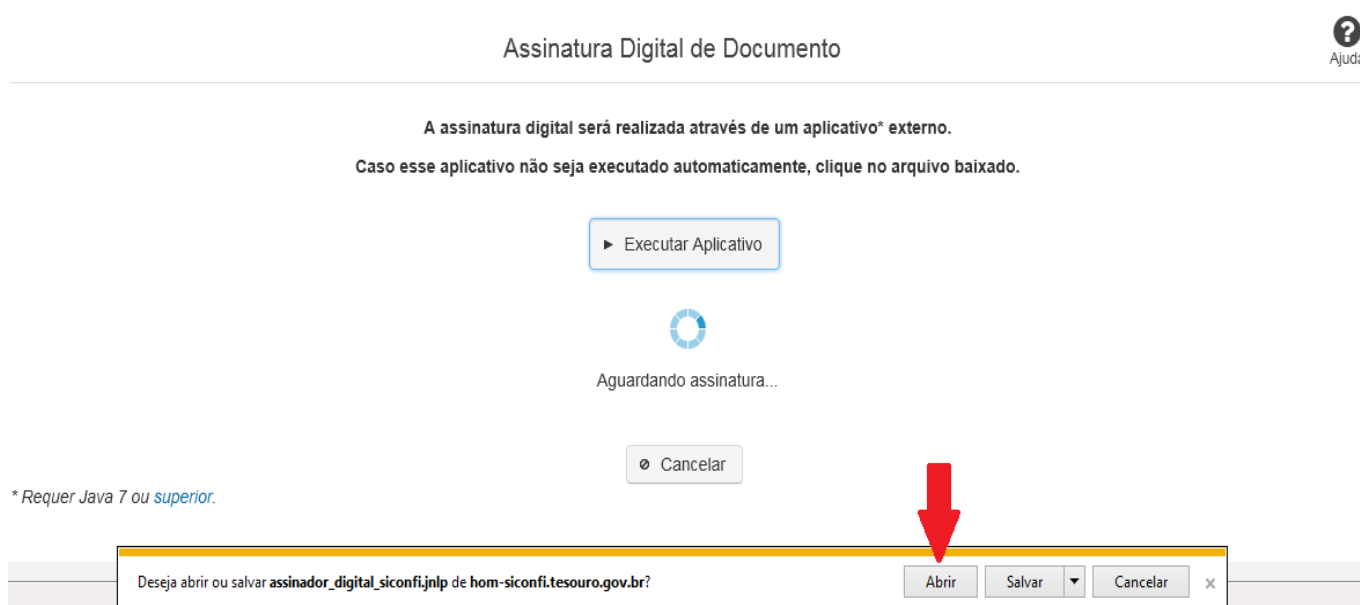 Assinatura Digital de Documento
?
Ajuda
A assinatura digital será realizada através de um aplicativo* externo.
Caso esse aplicativo não seja executado automaticamente, clique no arquivo baixado.
Executar Aplicativo
Aguardando assinatura...
Cancelar
* Requer Java 7 ou superior.
Deseja abrir ou salvar assinador_digital_siconfi.jnlp de hom-siconfi.tesouro.gov.br? Abrir Salvar Cancelar x